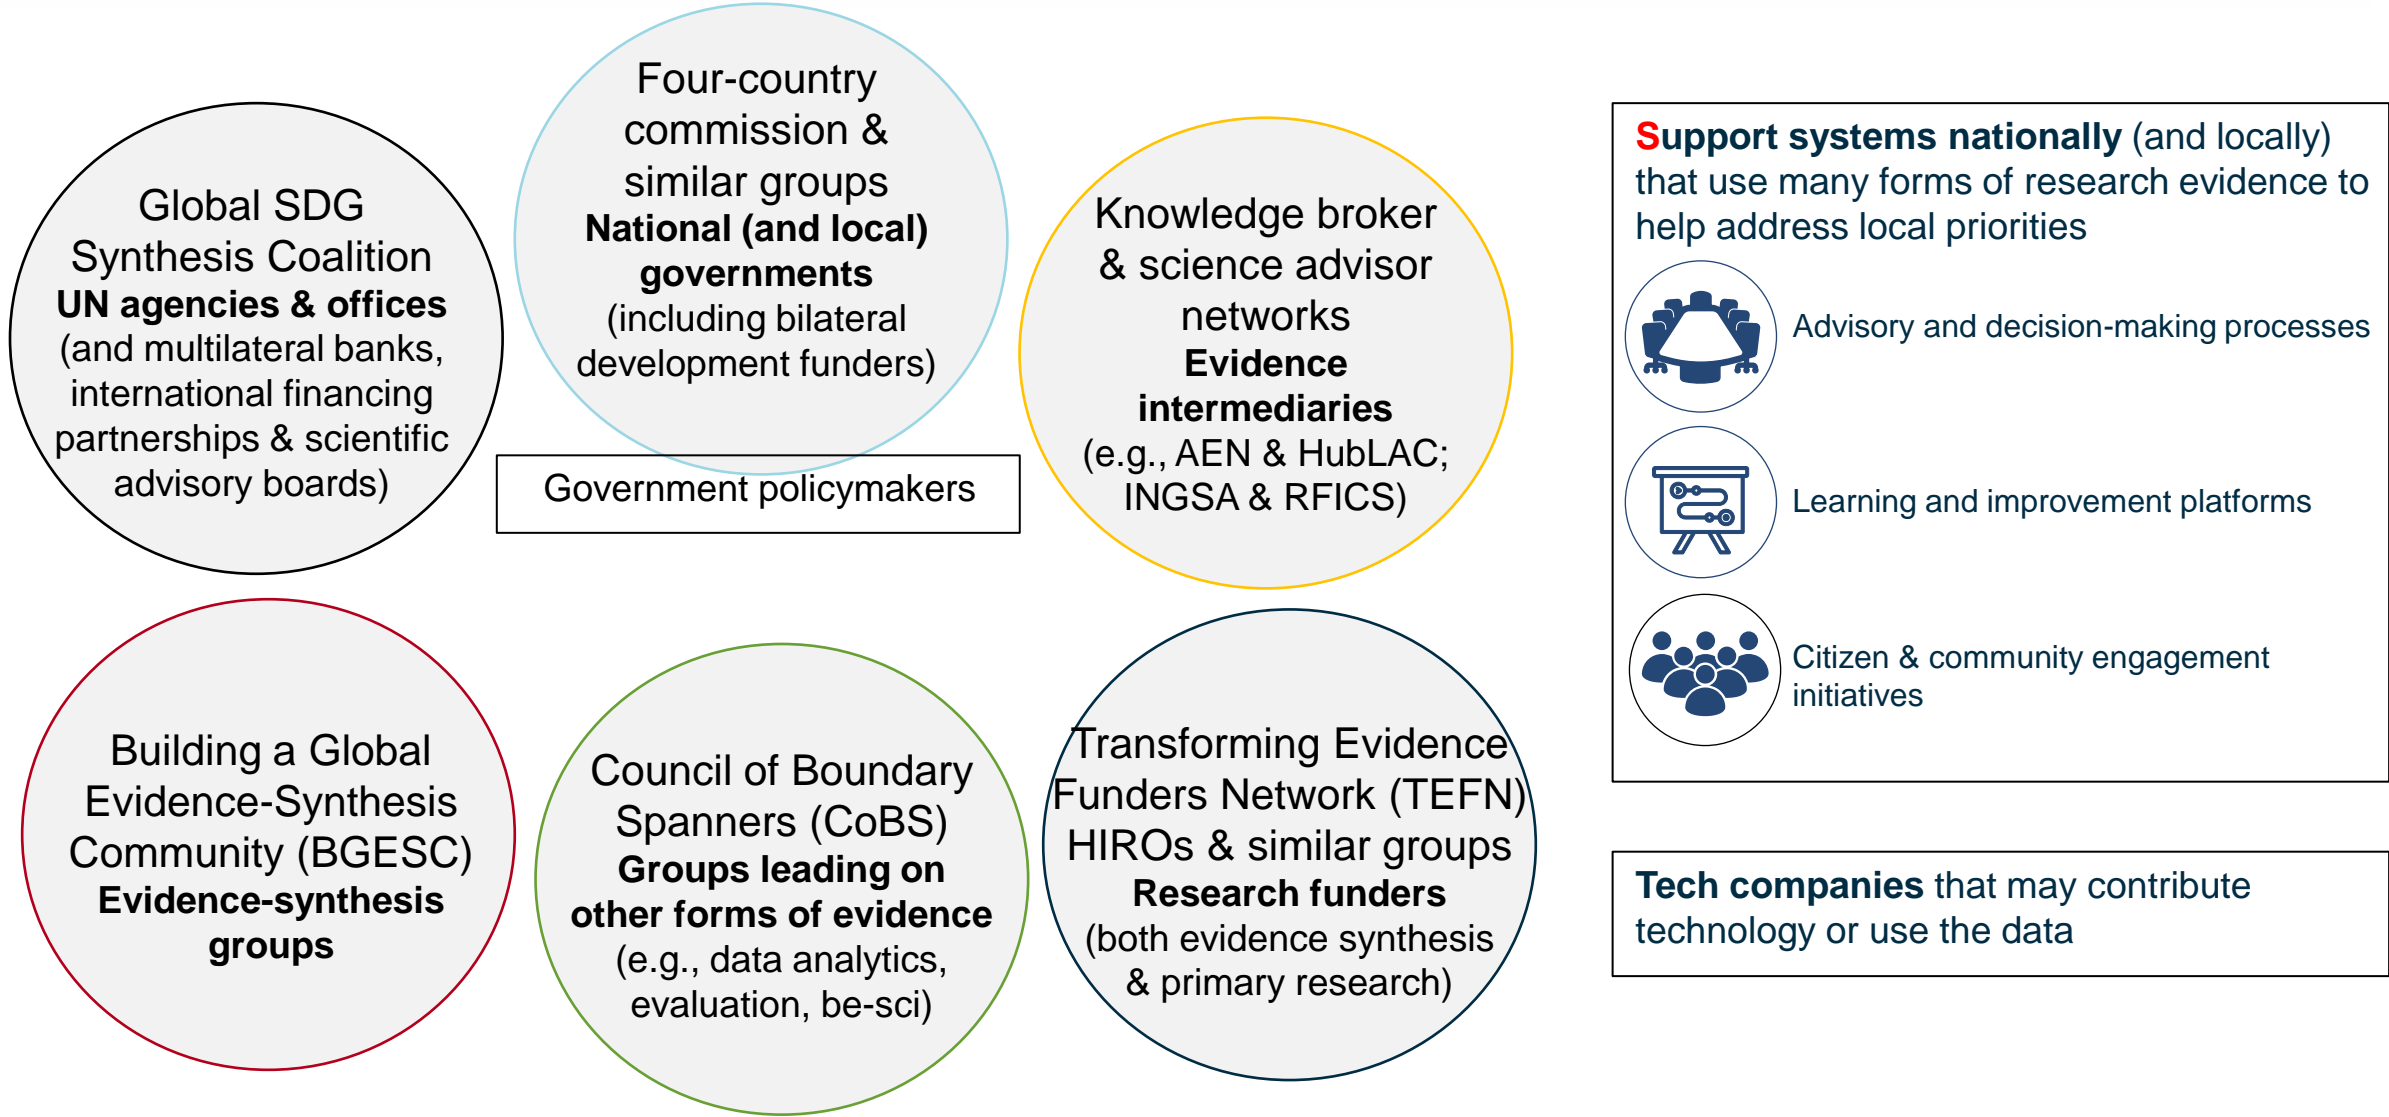 Global SDG
Synthesis Coalition
UN agencies & offices
(and multilateral banks,
international financing
partnerships & scientific
advisory boards)
Four-country
commission &
similar groups
National (and local)
governments
(including bilateral
development funders)
Government policymakers
Knowledge broker
& science advisor
networks
Evidence
intermediaries
(e.g., AEN & HubLAC;
INGSA & RFICS)
Building a Global
Evidence-Synthesis
Community (BGESC)
Evidence-synthesis
groups
Council of Boundary
Spanners (CoBS)
Groups leading on
other forms of evidence
(e.g., data analytics,
evaluation, be-sci)
Transforming Evidence
Funders Network (TEFN)
HIROs & similar groups
Research funders
(both evidence synthesis
& primary research)
Support systems nationally (and locally)
that use many forms of research evidence to
help address local priorities
Advisory and decision-making processes
Learning and improvement platforms
Citizen & community engagement
initiatives
Tech companies that may contribute
technology or use the data